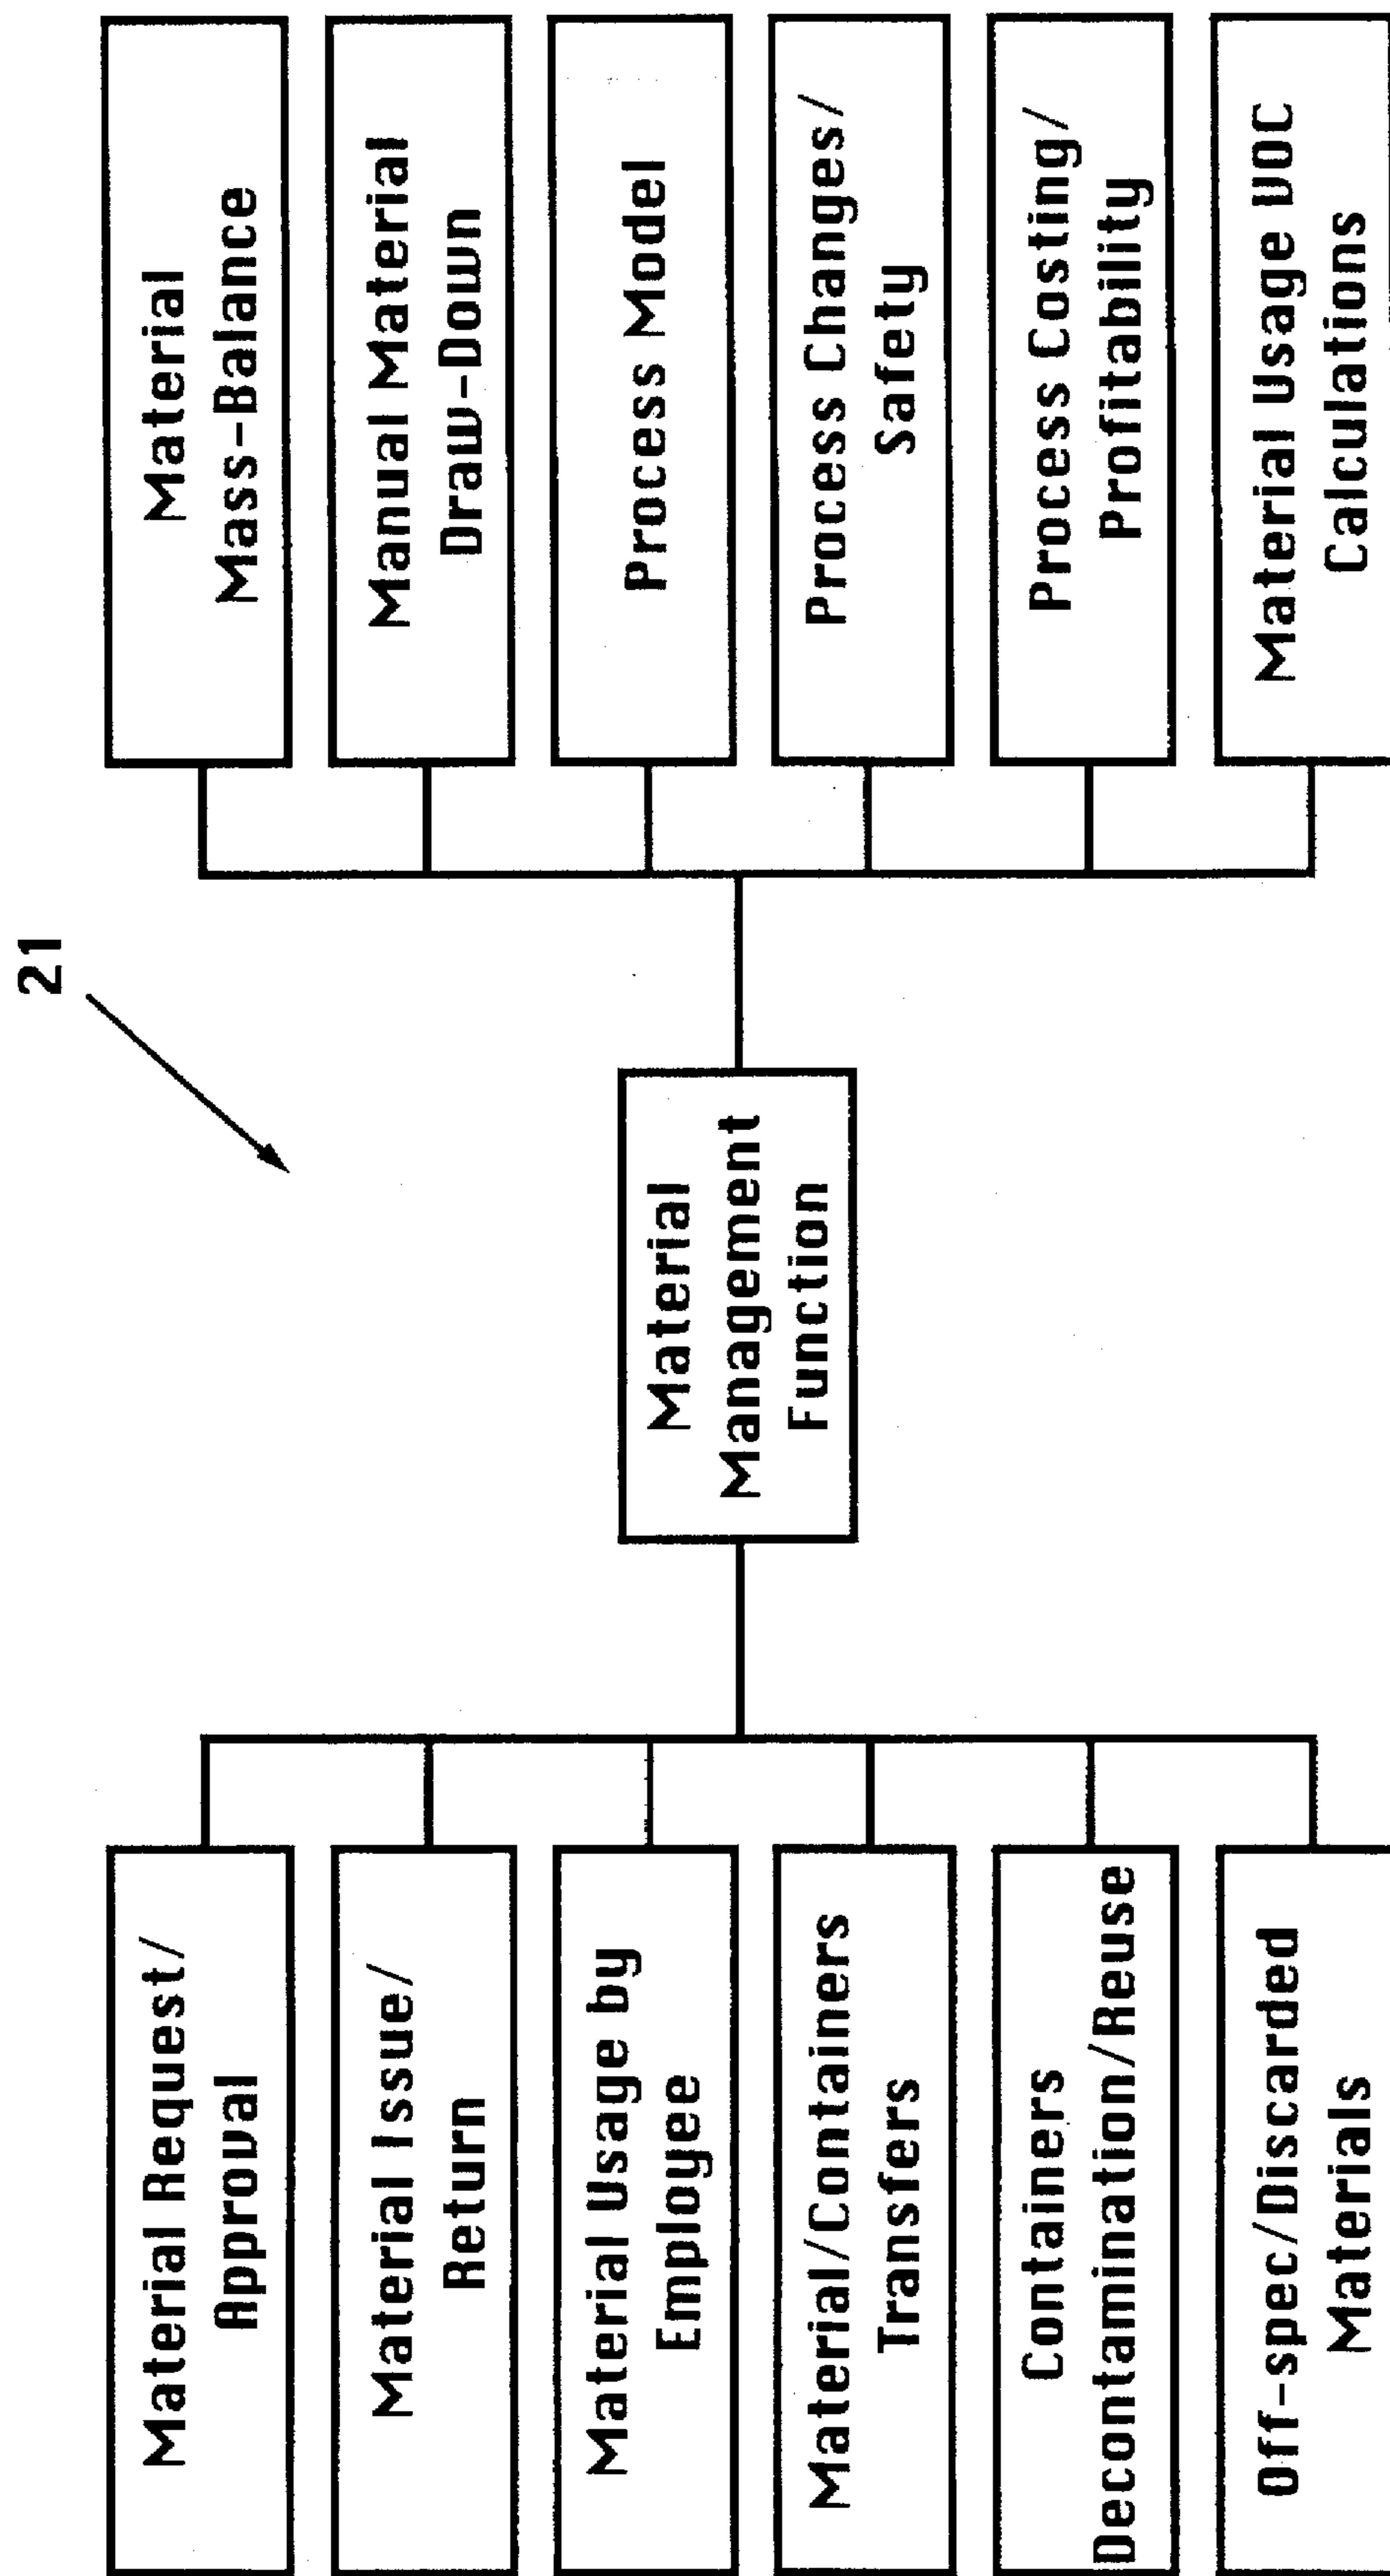 21
Material Request/
Approval
Material Issue/
Return
Material Usage by
Employee
Material/Containers
Transfers
Containers
Decontamination/Reuse
Off-spec/Discarded
Materials
Material
Management
Function
Material
Mass-Balance
Manual Material
Draw-Down
Process Model
Process Changes/
Safety
Process Costing/
Profitability
Material Usage VOC
Calculations